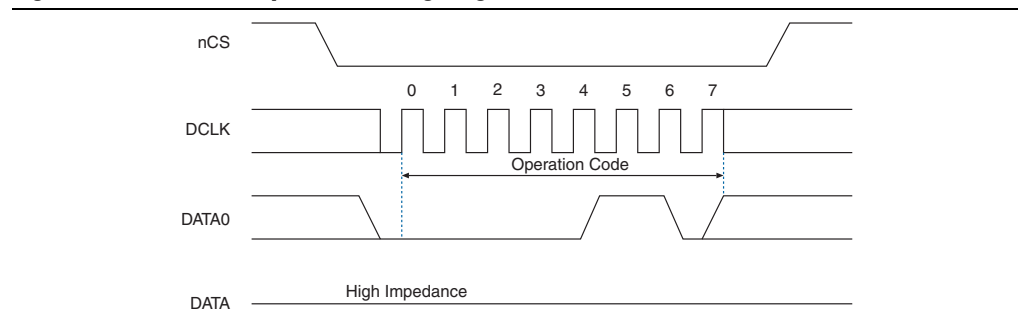 nCS
0 1 2 3 4 5 6 7
DCLK
Operation Code
DATA0
High Impedance
DATA